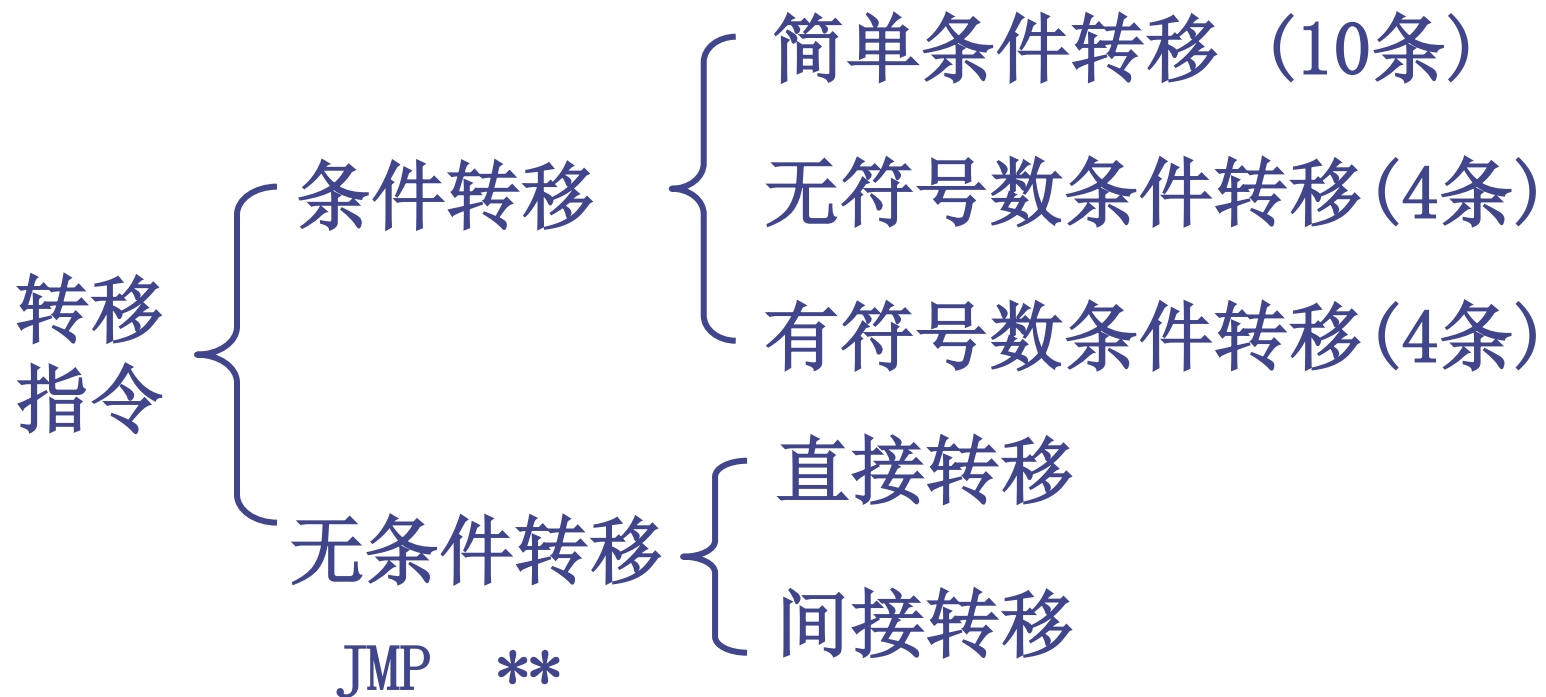 转移
指令
条件转移
简单条件转移 (10条)
无符号数条件转移(4条)
有符号数条件转移(4条)
无条件转移
JMP **
直接转移
间接转移